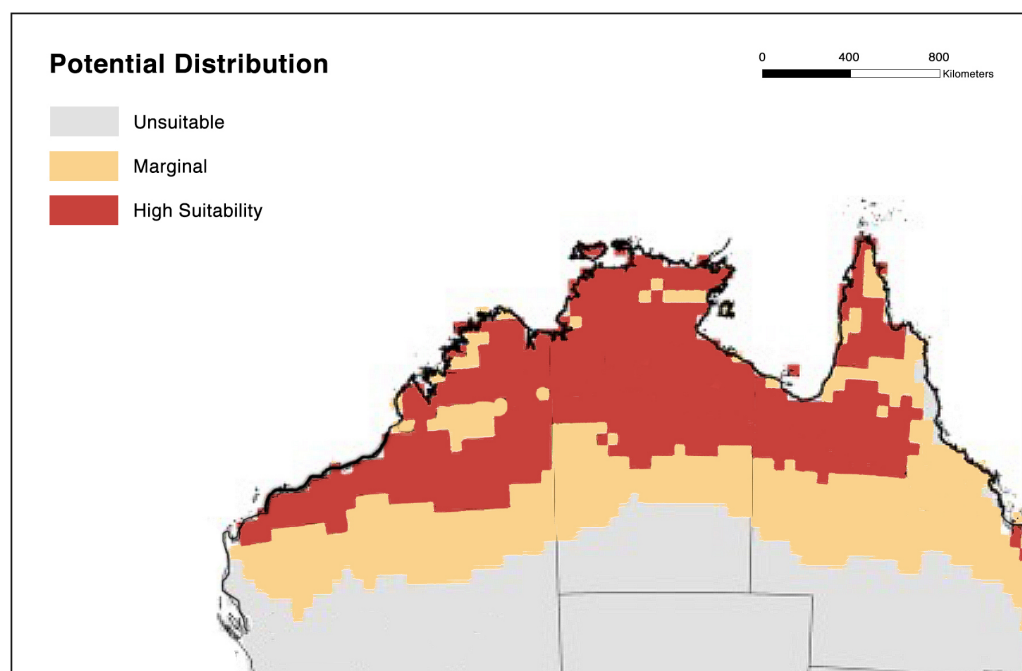 Potential Distribution
0 400 800
Kilometers
Unsuitable
Marginal
High Suitability